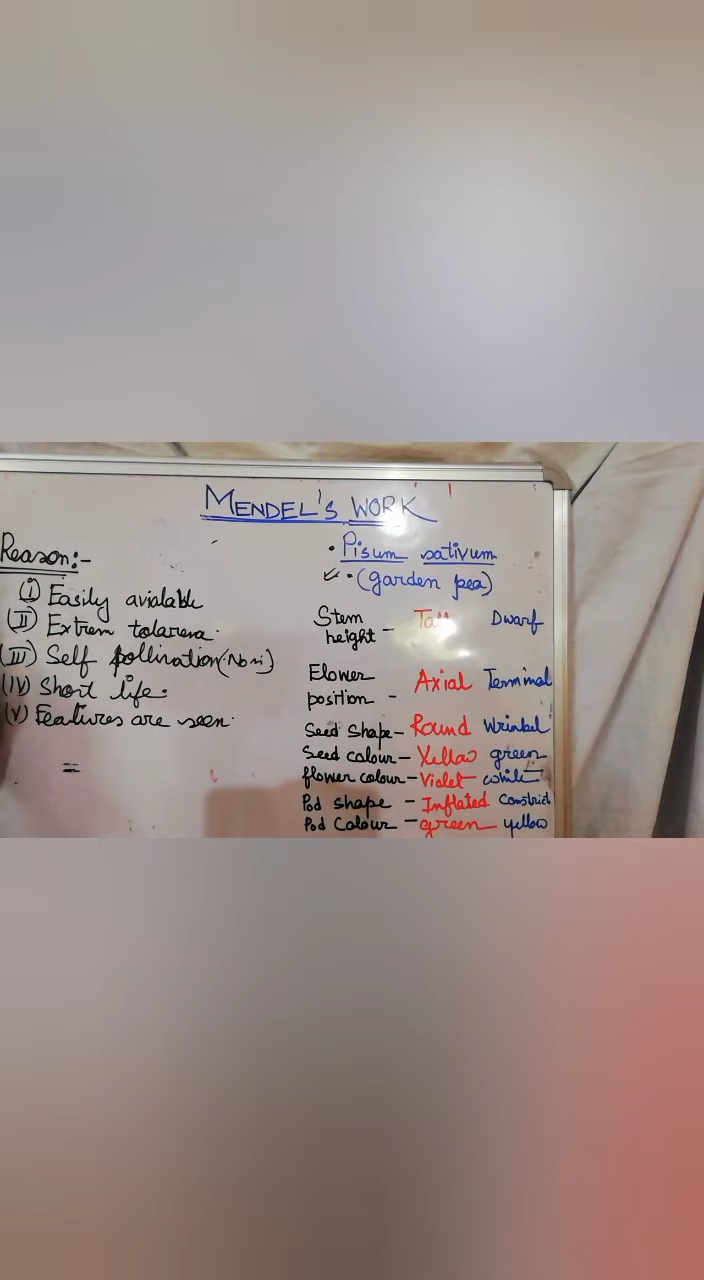 MENDEL'S WORK
Reason:-
(I) Easily avialable
(II) Extrem tolarena.
(III) Self pollination
(IV) Short life.
(V) Features are seen.
=
• Pisum sativum
• (garden pea)
Stem height - Tall Dwarf
Flower position - Axial Terminal
Seed shape - Round Wrinkel
Seed colour - Yellao green
flower colour - Violet white
Pod shape - Inflated Constrict
Pod Colour - green yellow